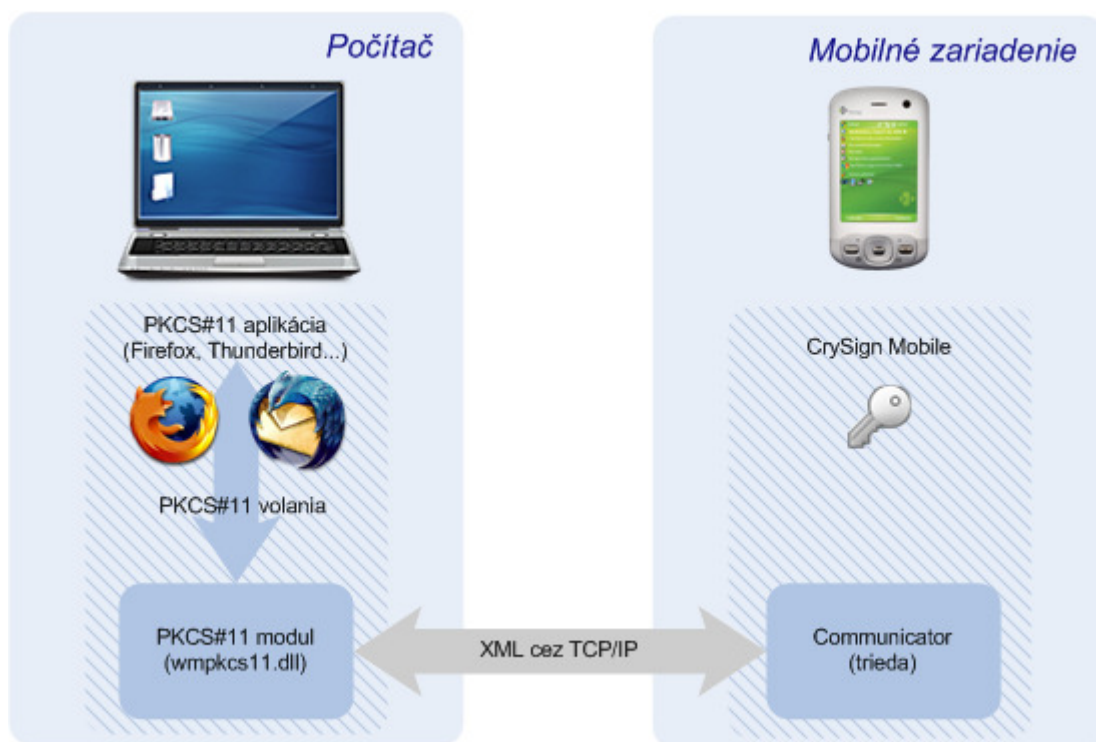 Počítač
Mobilné zariadenie
PKCS#11 aplikácia
(Firefox, Thunderbird...)
CrySign Mobile
PKCS#11 volania
PKCS#11 modul
(wmpkcs11.dll)
XML cez TCP/IP
Communicator
(trieda)